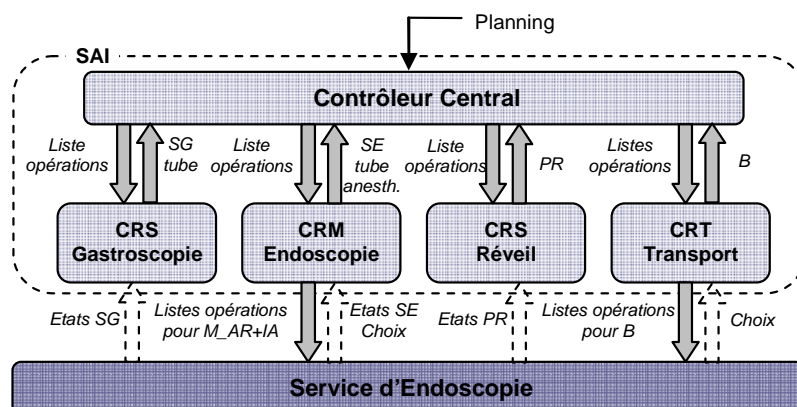 Planning
SAI
Contrôleur Central
Liste
opérations
SG
tube
Liste
opérations
SE
tube
anesth.
Liste
opérations
PR
Listes
opérations
B
CRS
Gastroscopie
CRM
Endoscopie
CRS
Réveil
CRT
Transport
Etats SG
Listes opérations
pour M_AR+IA
Etats SE
Choix
Etats PR
Listes opérations
pour B
Choix
Service d'Endoscopie